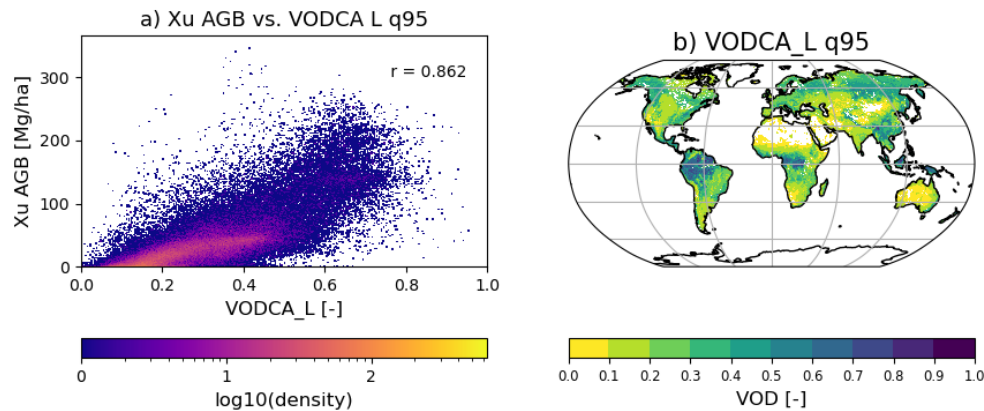 a) Xu AGB vs. VODCA L q95
r = 0.862
Xu AGB [Mg/ha]
300
200
100
0
0.0 0.2 0.4 0.6 0.8 1.0
VODCA_L [-]
0 1 2
log10(density)
b) VODCA_L q95
0.0 0.1 0.2 0.3 0.4 0.5 0.6 0.7 0.8 0.9 1.0
VOD [-]